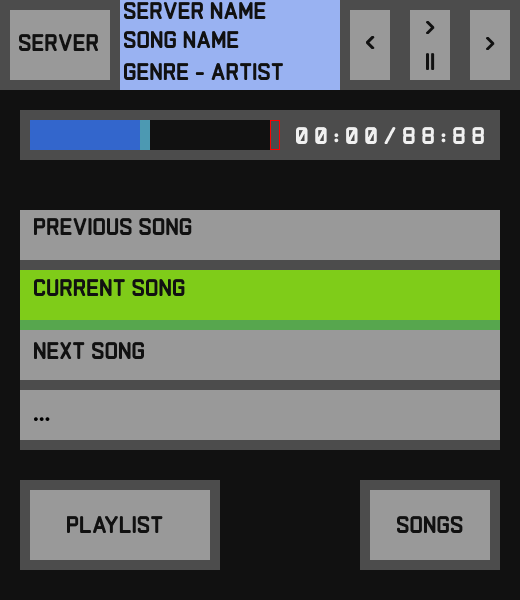 SERVER
SERVER NAME
SONG NAME
GENRE - ARTIST
<
>
||
>
00:00/88:88
PREVIOUS SONG
CURRENT SONG
NEXT SONG
...
PLAYLIST
SONGS